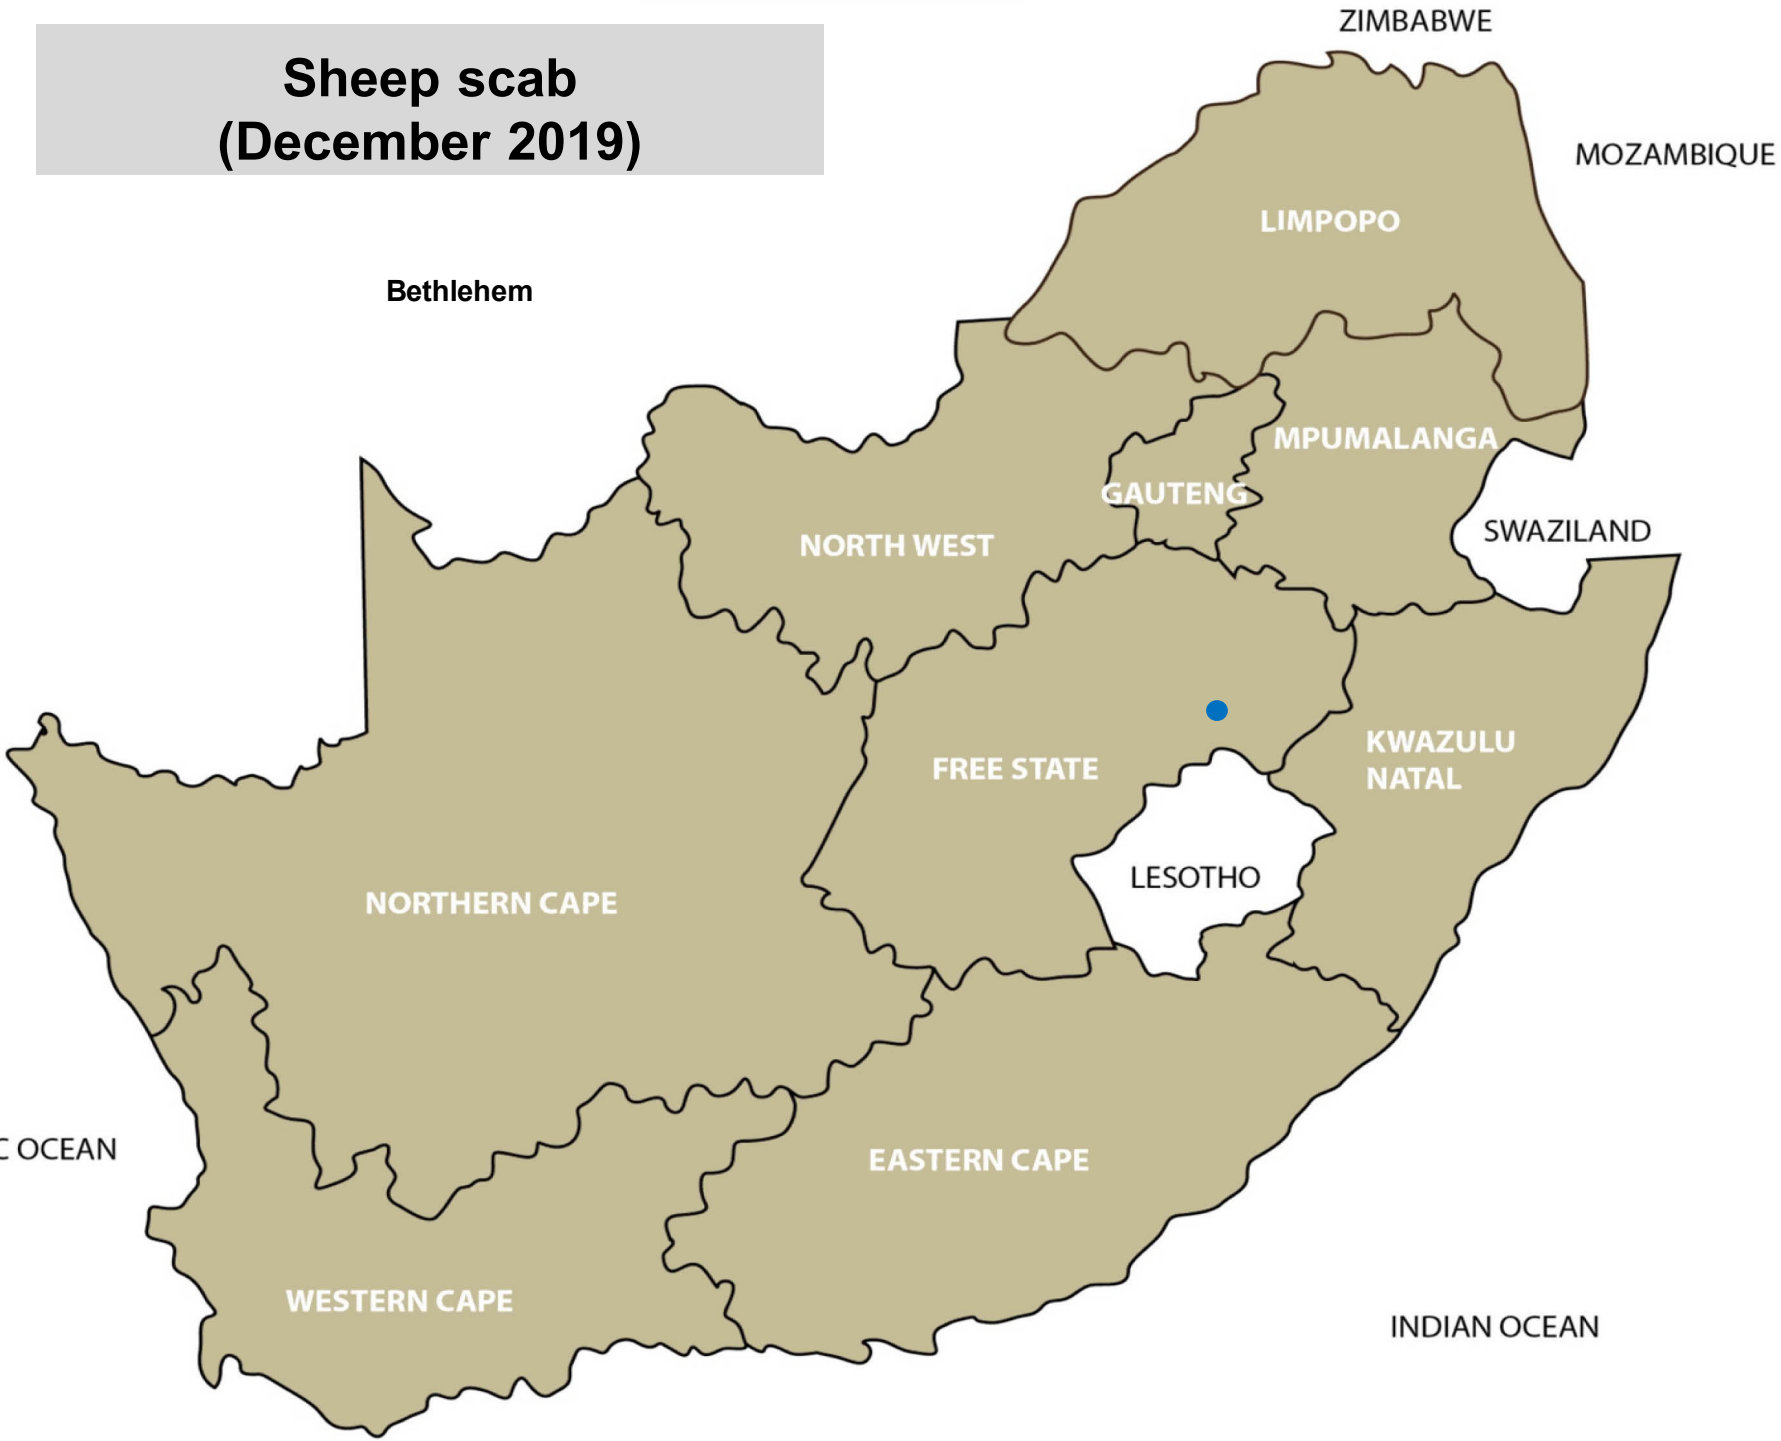 ZIMBABWE
Sheep scab
(December 2019)
MOZAMBIQUE
LIMPOPO
Bethlehem
MPUMALANGA
GAUTENG
SWAZILAND
NORTH WEST
KWAZULU
NATAL
FREE STATE
LESOTHO
NORTHERN CAPE
C OCEAN
EASTERN CAPE
WESTERN CAPE
INDIAN OCEAN